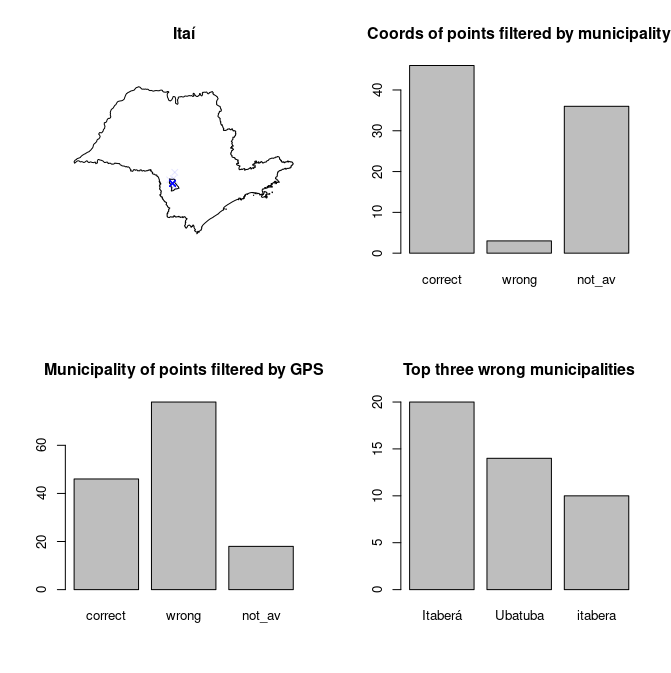 Itaí
Coords of points filtered by municipality
40
30
20
10
0
correct wrong not_av
Municipality of points filtered by GPS
60
40
20
0
correct wrong not_av
Top three wrong municipalities
20
15
10
5
0
Itaberá Ubatuba itabera